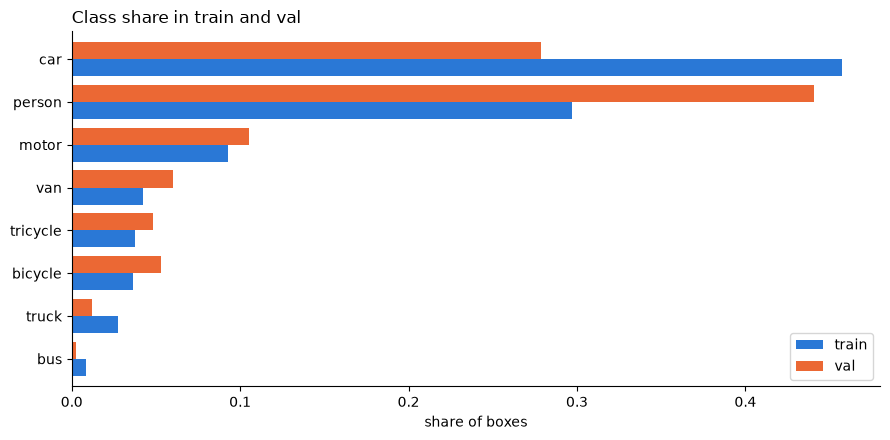 Class share in train and val
car
person
motor
van
tricycle
bicycle
truck
bus
train
val
0.0 0.1 0.2 0.3 0.4
share of boxes